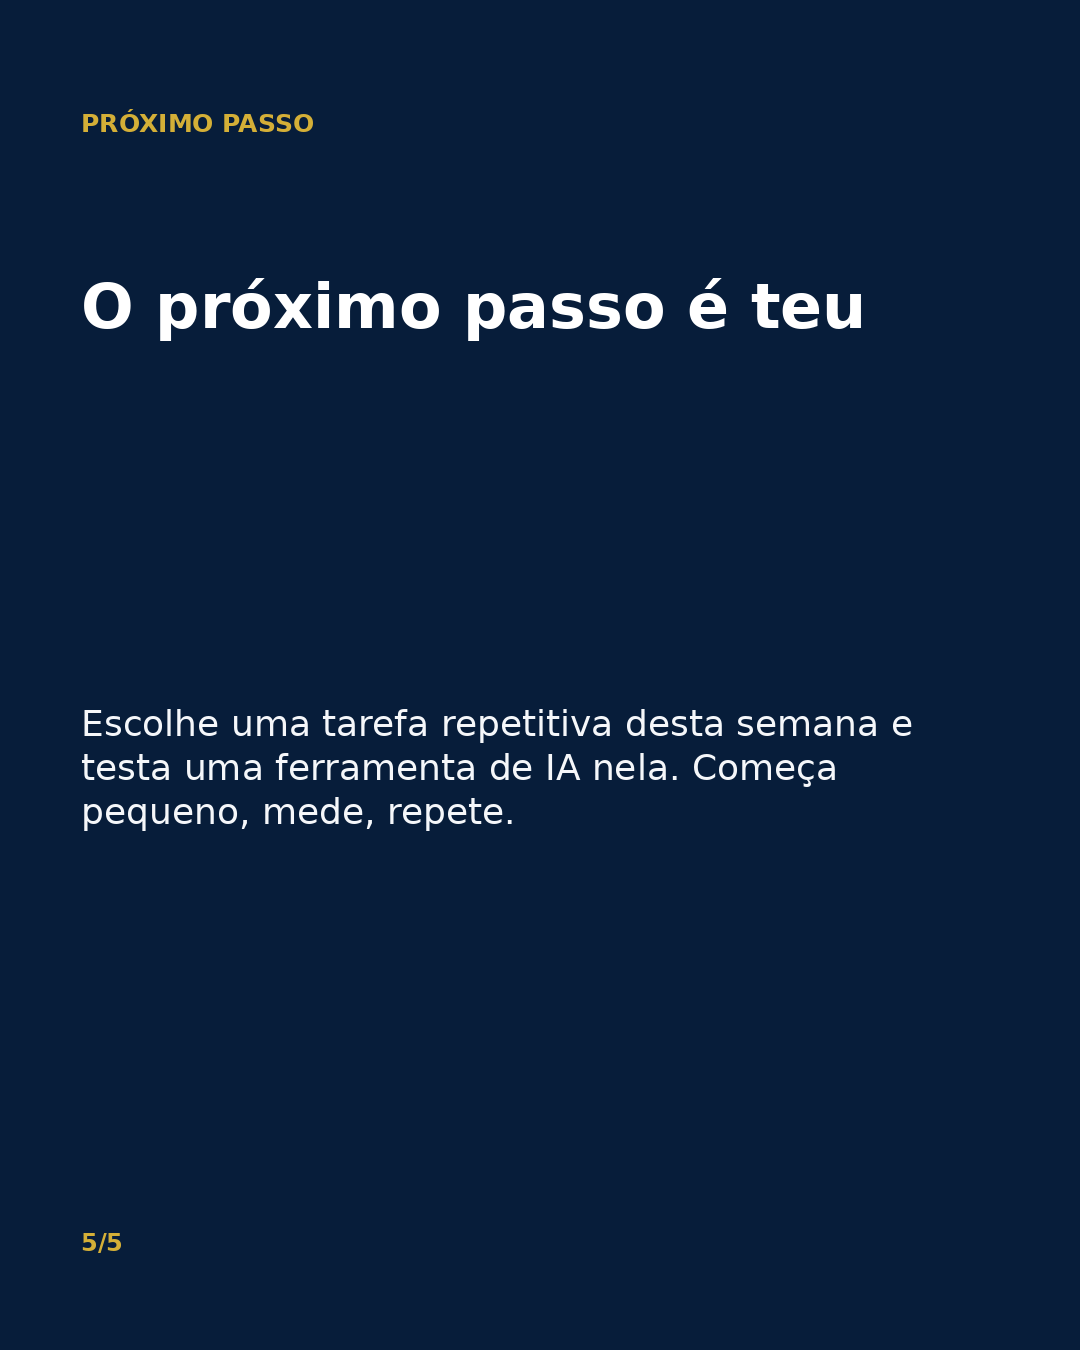 PRÓXIMO PASSO
O próximo passo é teu
Escolhe uma tarefa repetitiva desta semana e
testa uma ferramenta de IA nela. Começa
pequeno, mede, repete.
5/5